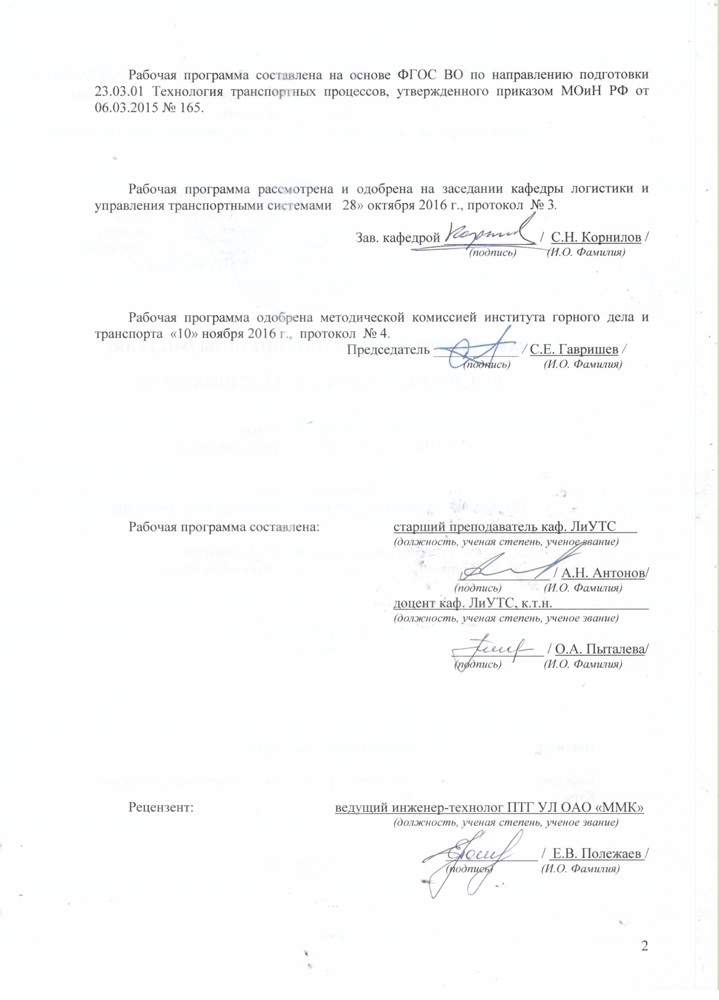 Рабочая программа составлена на основе ФГОС ВО по направлению подготовки
23.03.01 Технология транспортных процессов, утвержденного приказом МОиН РФ от
06.03.2015 № 165.
Рабочая программа рассмотрена и одобрена на заседании кафедры логистики и
управления транспортными системами 28» октября 2016 г., протокол № 3.
Зав. кафедрой / С.Н. Корнилов /
(подпись) (И.О. Фамилия)
Рабочая программа одобрена методической комиссией института горного дела и
транспорта «10» ноября 2016 г., протокол № 4.
Председатель / С.Е. Гавришев /
(подпись) (И.О. Фамилия)
Рабочая программа составлена: старший преподаватель каф. ЛиУТС
(должность, ученая степень, ученое звание)
/ А.Н. Антонов/
(подпись) (И.О. Фамилия)
доцент каф. ЛиУТС, к.т.н.
(должность, ученая степень, ученое звание)
/ О.А. Пыталева/
(подпись) (И.О. Фамилия)
Рецензент: ведущий инженер-технолог ПТГ УЛ ОАО «ММК»
(должность, ученая степень, ученое звание)
/ Е.В. Полежаев /
(подпись) (И.О. Фамилия)
2